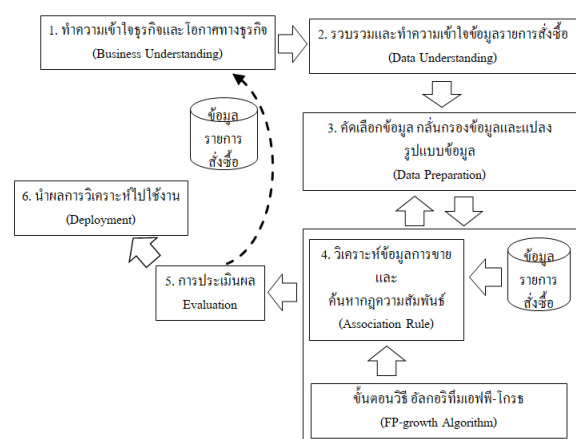 1. ทำความเข้าใจธุรกิจและโอกาสทางธุรกิจ
(Business Understanding)
2. รวบรวมและทำความเข้าใจข้อมูลรายการสั่งซื้อ
(Data Understanding)
3. คัดเลือกข้อมูล กลั่นกรองข้อมูลและแปลง
รูปแบบข้อมูล
(Data Preparation)
ข้อมูล
รายการ
สั่งซื้อ
6. นำผลการวิเคราะห์ไปใช้งาน
(Deployment)
5. การประเมินผล
Evaluation
4. วิเคราะห์ข้อมูลการขาย
และ
ค้นหากฎความสัมพันธ์
(Association Rule)
ข้อมูล
รายการ
สั่งซื้อ
ขั้นตอนวิธี อัลกอริทึมเอฟพี-โกรธ
(FP-growth Algorithm)